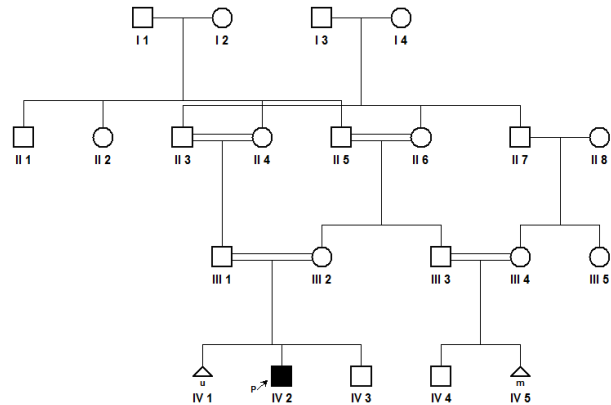 I 1 I 2 I 3 I 4
II 1 II 2 II 3 II 4 II 5 II 6 II 7 II 8
III 1 III 2 III 3 III 4 III 5
u P m
IV 1 IV 2 IV 3 IV 4 IV 5